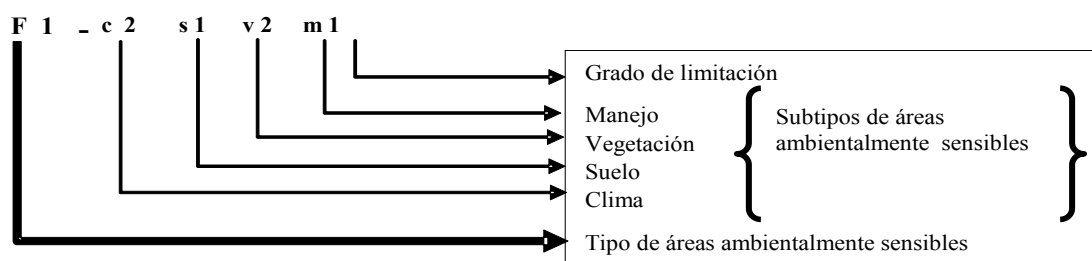 F 1 - c 2 s 1 v 2 m 1
Grado de limitación
Manejo
Vegetación
Suelo
Clima
Subtipos de áreas
ambientalmente sensibles
Tipo de áreas ambientalmente sensibles